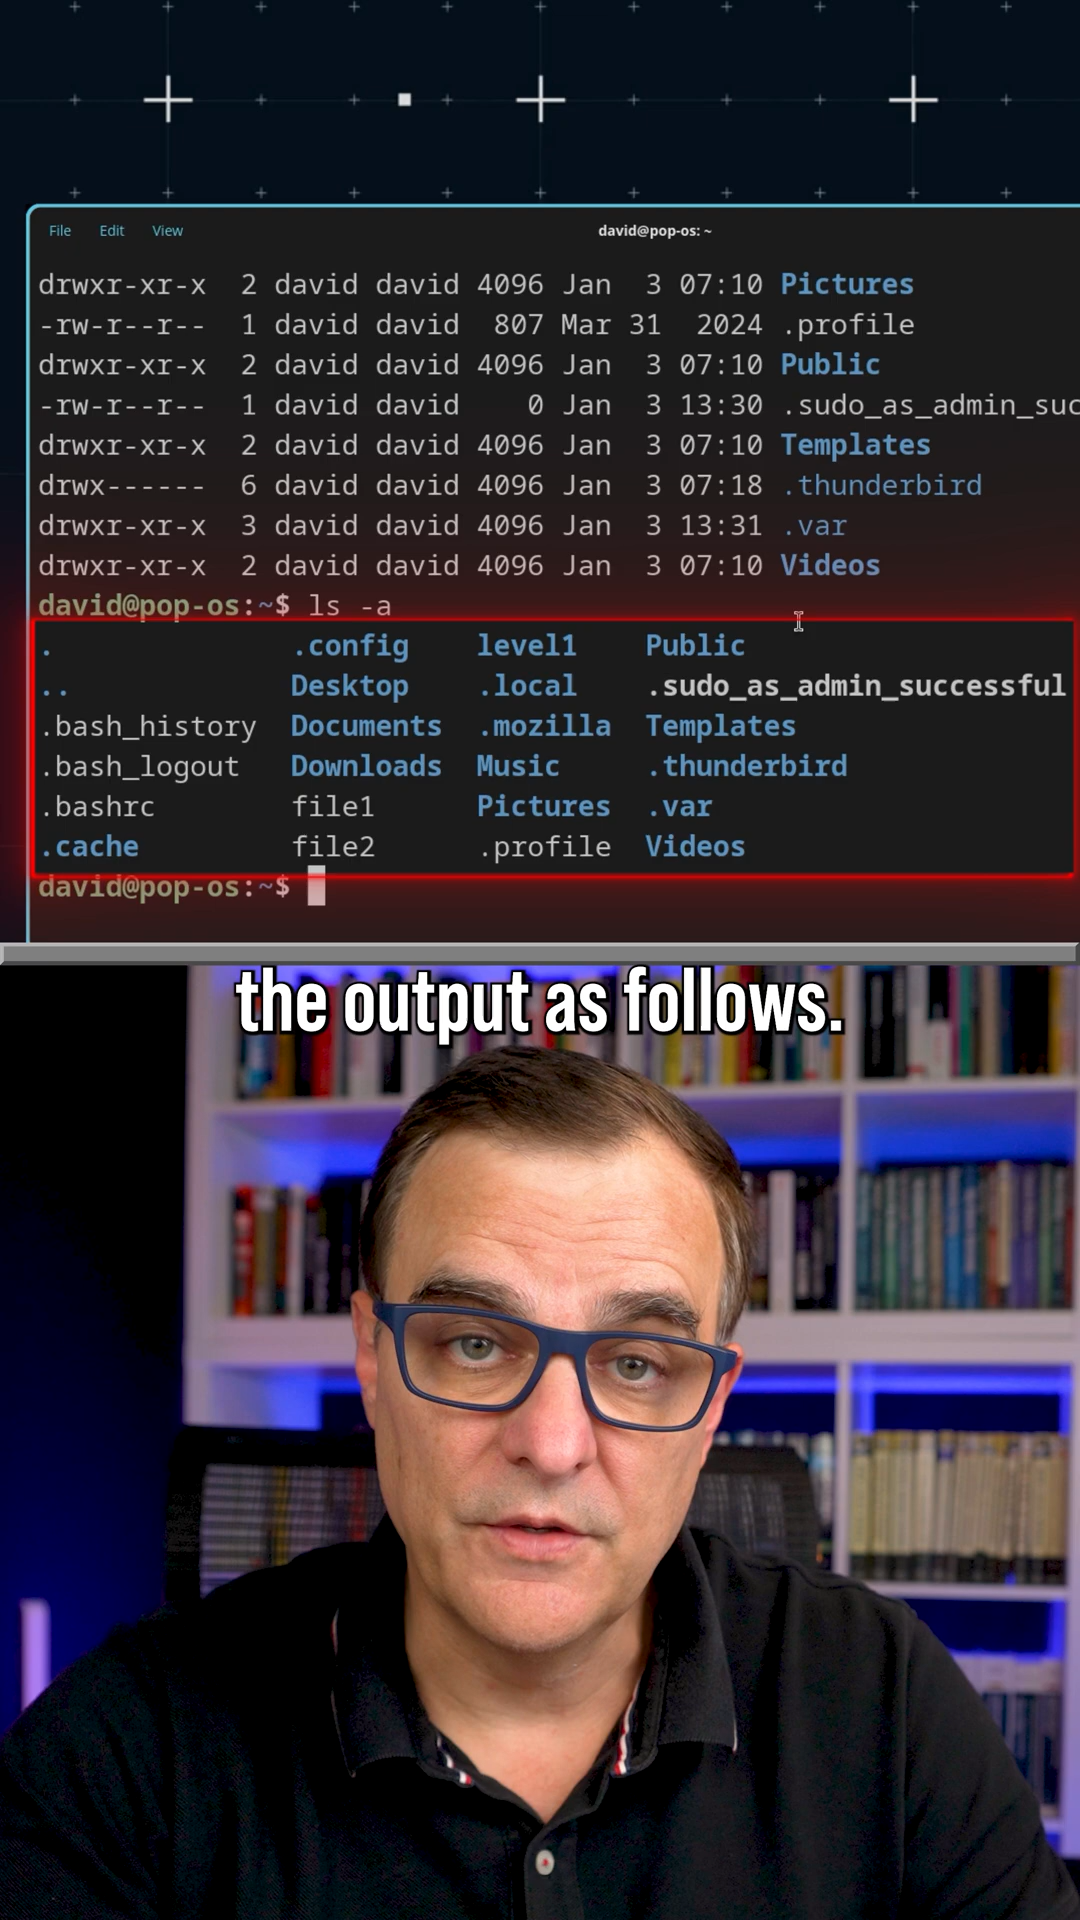 File Edit View david@pop-os: ~
drwxr-xr-x 2 david david 4096 Jan 3 07:10 Pictures
-rw-r--r-- 1 david david 807 Mar 31 2024 .profile
drwxr-xr-x 2 david david 4096 Jan 3 07:10 Public
-rw-r--r-- 1 david david 0 Jan 3 13:30 .sudo_as_admin_suc
drwxr-xr-x 2 david david 4096 Jan 3 07:10 Templates
drwx------ 6 david david 4096 Jan 3 07:18 .thunderbird
drwxr-xr-x 3 david david 4096 Jan 3 13:31 .var
drwxr-xr-x 2 david david 4096 Jan 3 07:10 Videos
david@pop-os:~$ ls -a
. .config level1 Public
.. Desktop .local .sudo_as_admin_successful
.bash_history Documents .mozilla Templates
.bash_logout Downloads Music .thunderbird
.bashrc file1 Pictures .var
.cache file2 .profile Videos
david@pop-os:~$
the output as follows.